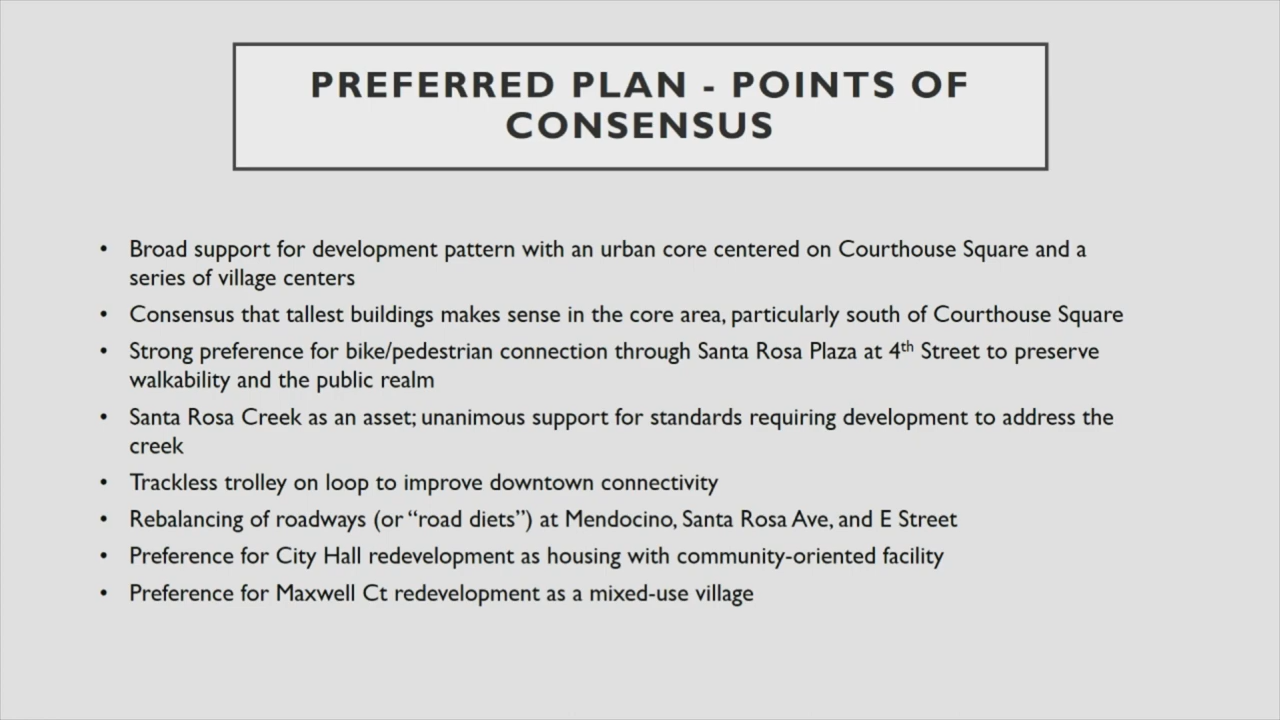 PREFERRED PLAN - POINTS OF
CONSENSUS
• Broad support for development pattern with an urban core centered on Courthouse Square and a
series of village centers
• Consensus that tallest buildings makes sense in the core area, particularly south of Courthouse Square
• Strong preference for bike/pedestrian connection through Santa Rosa Plaza at 4th Street to preserve
walkability and the public realm
• Santa Rosa Creek as an asset; unanimous support for standards requiring development to address the
creek
• Trackless trolley on loop to improve downtown connectivity
• Rebalancing of roadways (or “road diets”) at Mendocino, Santa Rosa Ave, and E Street
• Preference for City Hall redevelopment as housing with community-oriented facility
• Preference for Maxwell Ct redevelopment as a mixed-use village